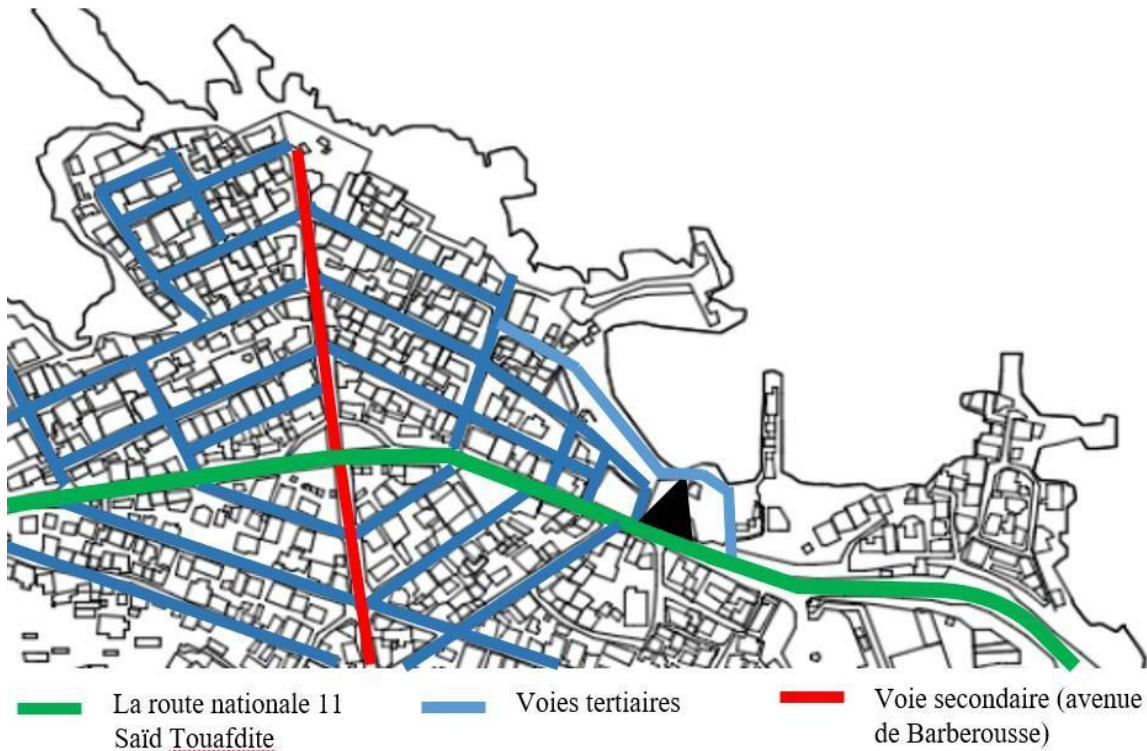 La route nationale 11
Saïd Touafdite
Voies tertiaires
Voie secondaire (avenue
de Barberousse)